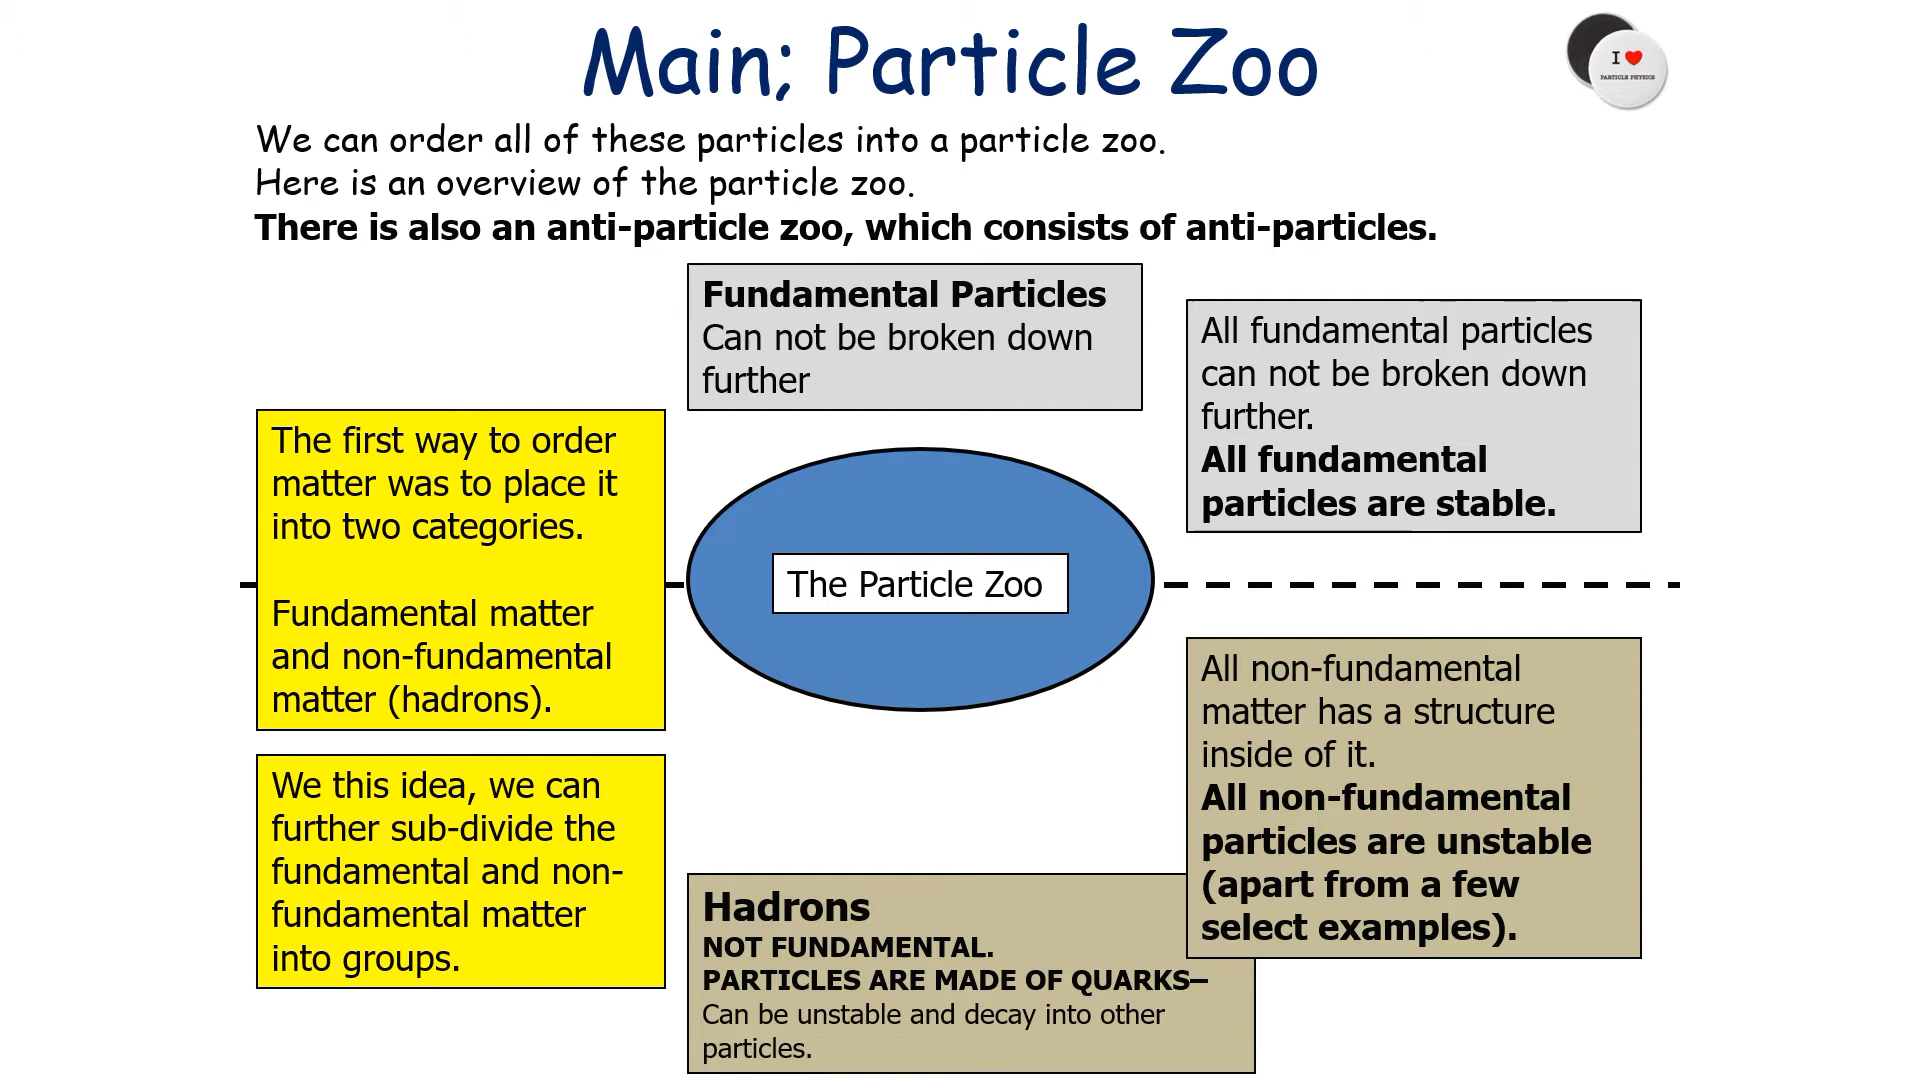 Main; Particle Zoo
I ❤
PARTICLE PHYSICS
We can order all of these particles into a particle zoo.
Here is an overview of the particle zoo.
There is also an anti-particle zoo, which consists of anti-particles.
Fundamental Particles
Can not be broken down
further
All fundamental particles
can not be broken down
further.
All fundamental
particles are stable.
The first way to order
matter was to place it
into two categories.
Fundamental matter
and non-fundamental
matter (hadrons).
The Particle Zoo
We this idea, we can
further sub-divide the
fundamental and non-
fundamental matter
into groups.
All non-fundamental
matter has a structure
inside of it.
All non-fundamental
particles are unstable
(apart from a few
select examples).
Hadrons
NOT FUNDAMENTAL.
PARTICLES ARE MADE OF QUARKS–
Can be unstable and decay into other
particles.